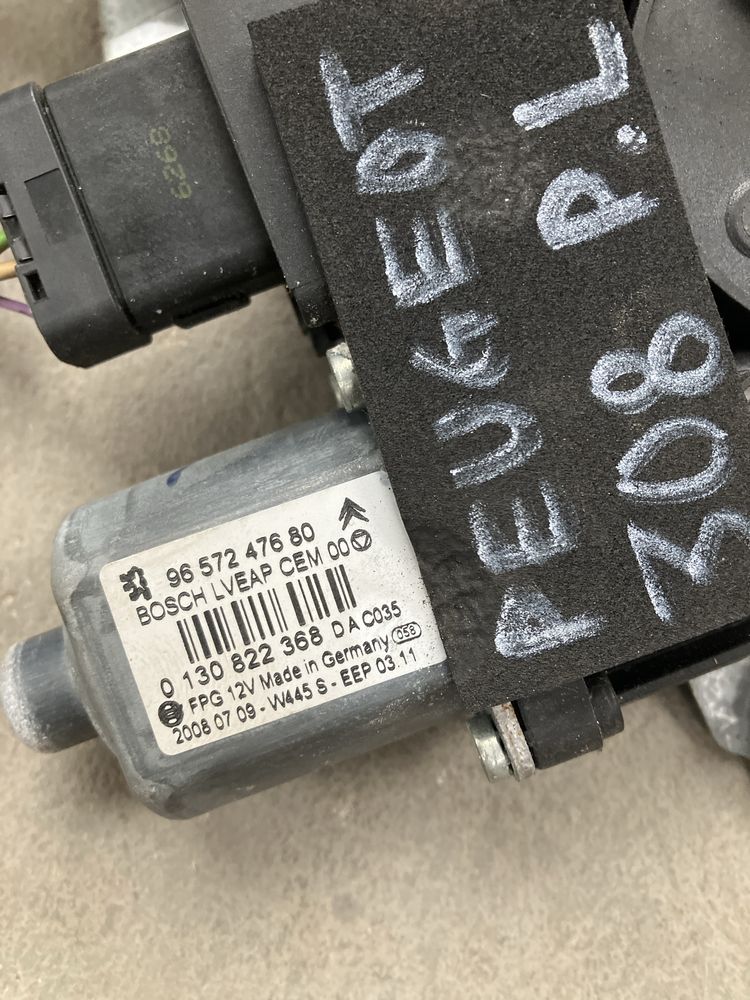 6268
PEUGEOT
308 P.L
96 572 476 80
BOSCH LVEAP CEM 00
0 130 822 368 DA C035
FPG 12V Made in Germany 058
2008 07 09 - W445 S - EEP 03.11